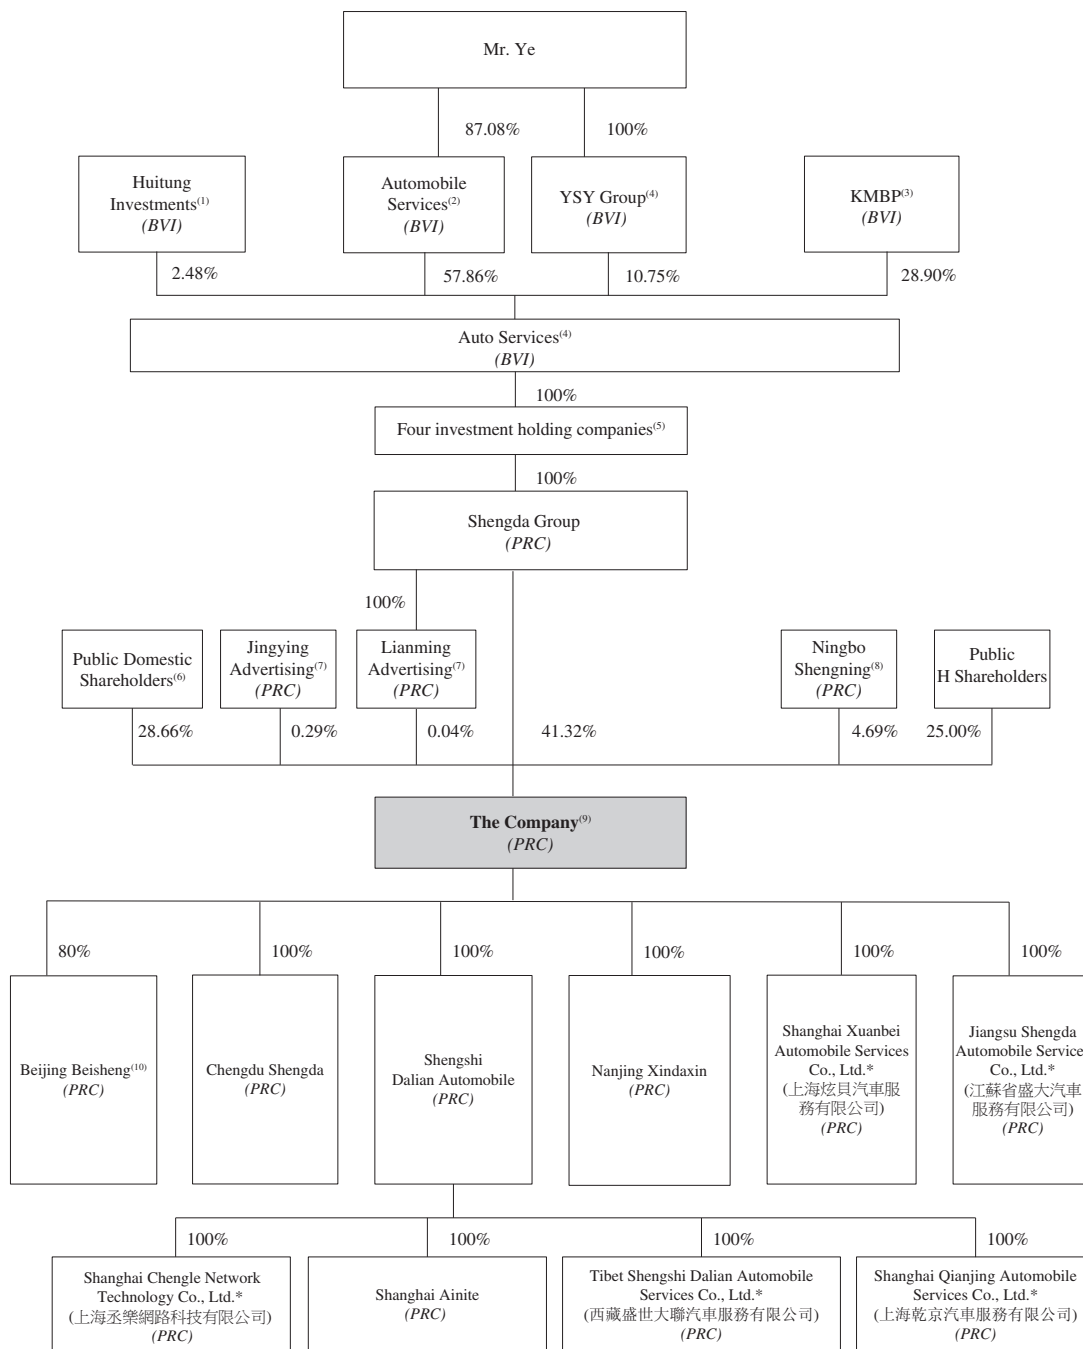 Mr. Ye
87.08%
100%
Huitung
Investments(1)
(BVI)
Automobile
Services(2)
(BVI)
YSY Group(4)
(BVI)
KMBP(3)
(BVI)
2.48%
57.86%
10.75%
28.90%
Auto Services(4)
(BVI)
100%
Four investment holding companies(5)
100%
Shengda Group
(PRC)
100%
Public Domestic
Shareholders(6)
Jingying
Advertising(7)
(PRC)
Lianming
Advertising(7)
(PRC)
Ningbo
Shengning(8)
(PRC)
Public
H Shareholders
28.66%
0.29%
0.04%
41.32%
4.69%
25.00%
The Company(9)
(PRC)
80%
100%
100%
100%
100%
100%
Beijing Beisheng(10)
(PRC)
Chengdu Shengda
(PRC)
Shengshi
Dalian Automobile
(PRC)
Nanjing Xindaxin
(PRC)
Shanghai Xuanbei
Automobile Services
Co., Ltd.*
(上海炫貝汽車服
務有限公司)
(PRC)
Jiangsu Shengda
Automobile Service
Co., Ltd.*
(江蘇省盛大汽車
服務有限公司)
(PRC)
100%
100%
100%
100%
Shanghai Chengle Network
Technology Co., Ltd.*
(上海丞樂網路科技有限公司)
(PRC)
Shanghai Ainite
(PRC)
Tibet Shengshi Dalian Automobile
Services Co., Ltd.*
(西藏盛世大聯汽車服務有限公司)
(PRC)
Shanghai Qianjing Automobile
Services Co., Ltd.*
(上海乾京汽車服務有限公司)
(PRC)